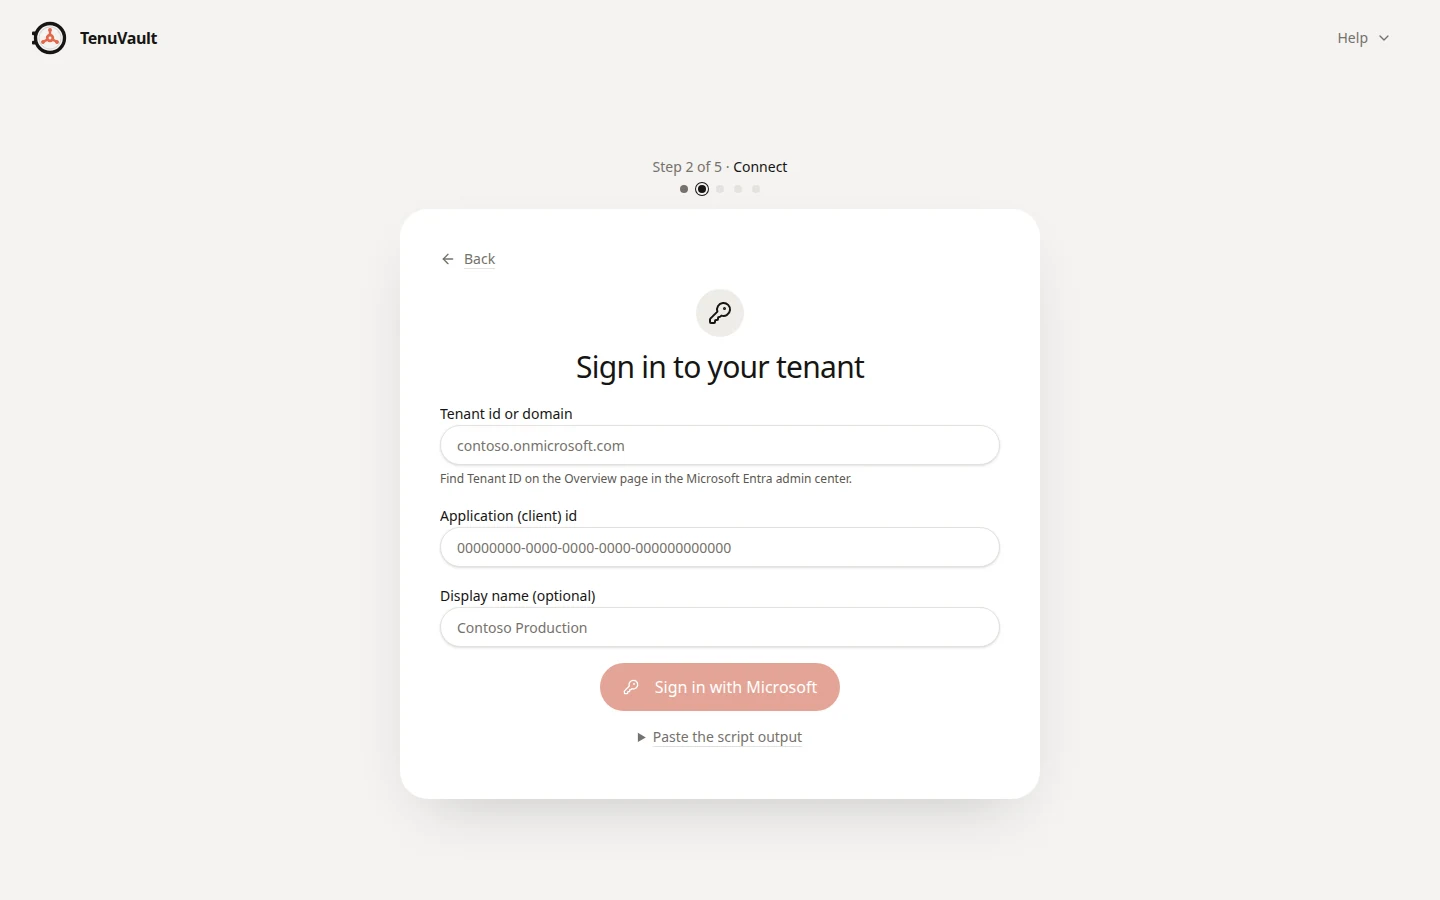 TenuVault
Help
Step 2 of 5 · Connect
Back
Sign in to your tenant
Tenant id or domain
contoso.onmicrosoft.com
Find Tenant ID on the Overview page in the Microsoft Entra admin center.
Application (client) id
00000000-0000-0000-0000-000000000000
Display name (optional)
Contoso Production
Sign in with Microsoft
Paste the script output